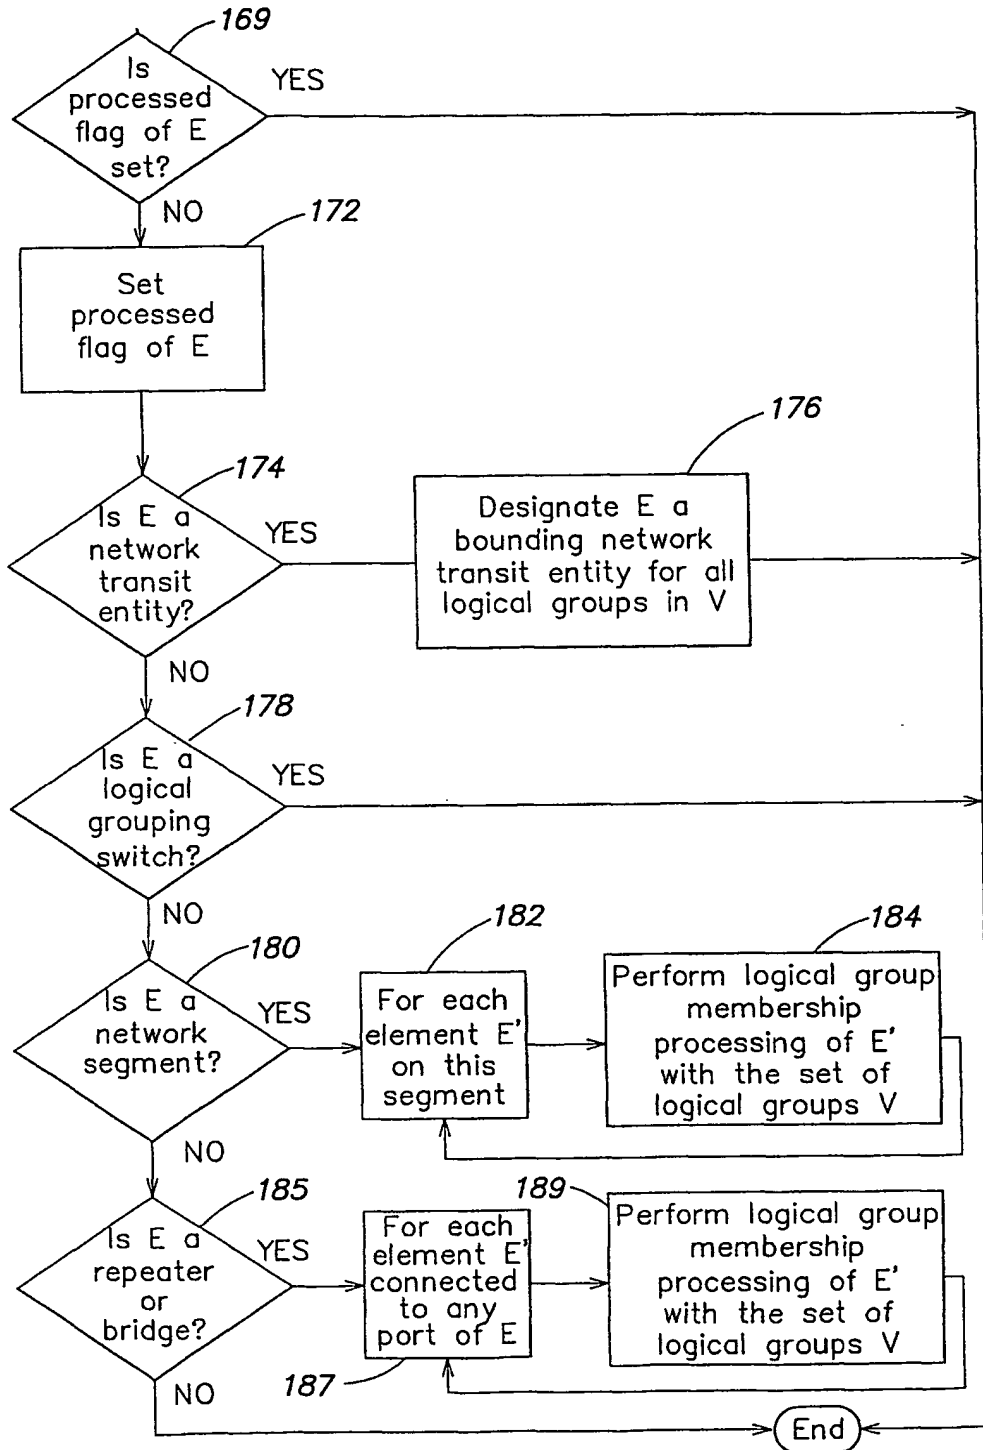 169
Is
processed
flag of E
set?
YES
NO
172
Set
processed
flag of E
174
Is E a
network
transit
entity?
YES
176
Designate E a
bounding network
transit entity for all
logical groups in V
NO
178
Is E a
logical
grouping
switch?
YES
NO
180
Is E a
network
segment?
YES
182
For each
element E'
on this
segment
184
Perform logical group
membership
processing of E'
with the set of
logical groups V
NO
185
Is E a
repeater
or
bridge?
YES
187
For each
element E'
connected
to any
port of E
189
Perform logical group
membership
processing of E'
with the set of
logical groups V
NO
End